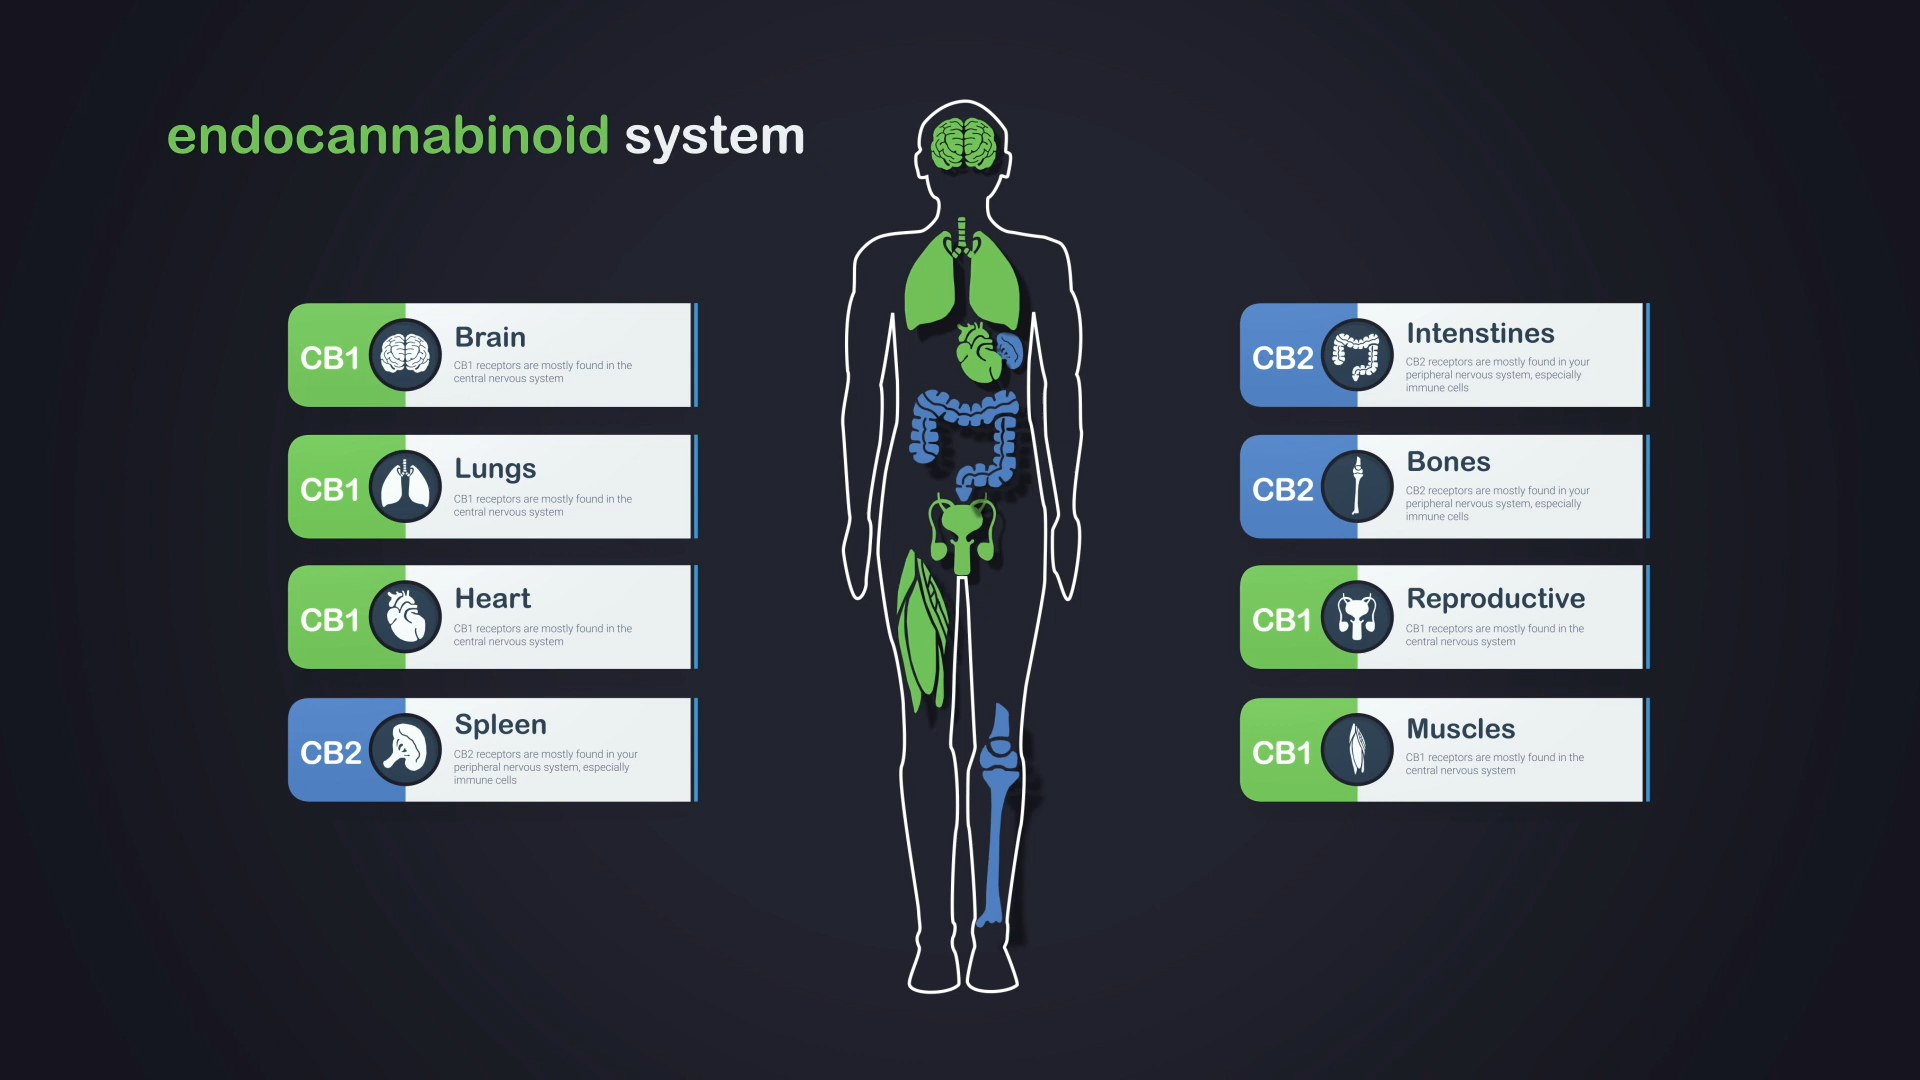 endocannabinoid system
CB1
Brain
CB1 receptors are mostly found in the
central nervous system
CB1
Lungs
CB1 receptors are mostly found in the
central nervous system
CB1
Heart
CB1 receptors are mostly found in the
central nervous system
CB2
Spleen
CB2 receptors are mostly found in your
peripheral nervous system, especially
immune cells
CB2
Intenstines
CB2 receptors are mostly found in your
peripheral nervous system, especially
immune cells
CB2
Bones
CB2 receptors are mostly found in your
peripheral nervous system, especially
immune cells
CB1
Reproductive
CB1 receptors are mostly found in the
central nervous system
CB1
Muscles
CB1 receptors are mostly found in the
central nervous system